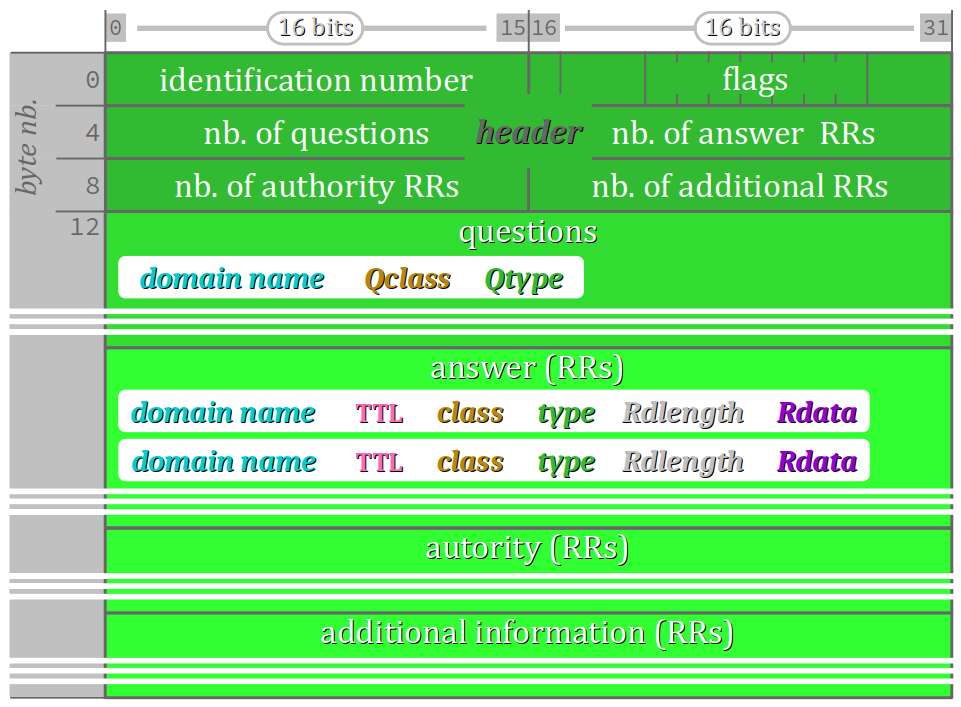 0 16 bits 15 16 16 bits 31
byte nb.
0 identification number flags
4 nb. of questions header nb. of answer RRs
8 nb. of authority RRs nb. of additional RRs
12 questions
domain name Qclass Qtype
answer (RRs)
domain name TTL class type Rdlength Rdata
domain name TTL class type Rdlength Rdata
autority (RRs)
additional information (RRs)